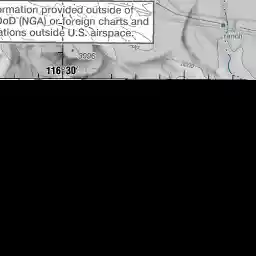 ormation provided outside of
DoD (NGA) or foreign charts and
ations outside U.S. airspace.
116°30'